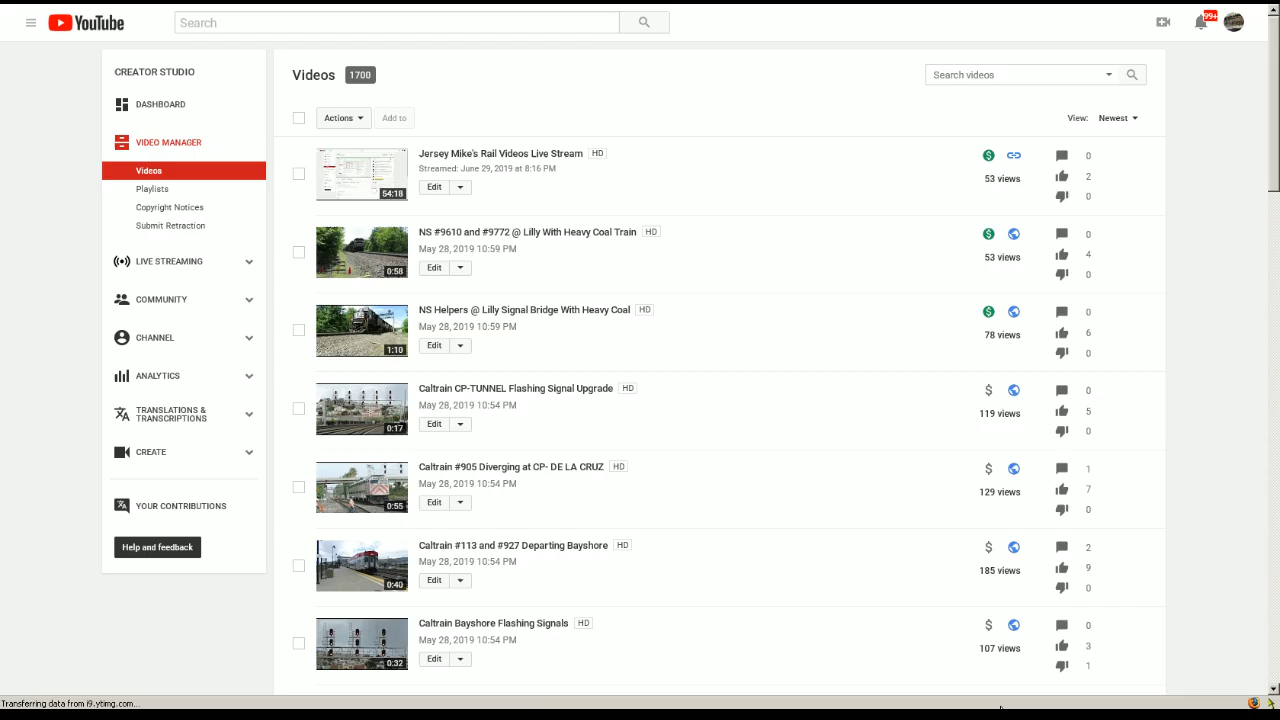 YouTube
Search
99+
CREATOR STUDIO
DASHBOARD
VIDEO MANAGER
Videos
Playlists
Copyright Notices
Submit Retraction
LIVE STREAMING
COMMUNITY
CHANNEL
ANALYTICS
TRANSLATIONS &
TRANSCRIPTIONS
CREATE
YOUR CONTRIBUTIONS
Help and feedback
Videos 1700
Search videos
Actions Add to
View: Newest
Jersey Mike's Rail Videos Live Stream HD
0
Streamed: June 29, 2019 at 8:16 PM
53 views 2
54:18 Edit 0
NS #9610 and #9772 @ Lilly With Heavy Coal Train HD
0
May 28, 2019 10:59 PM
53 views 4
0:58 Edit 0
NS Helpers @ Lilly Signal Bridge With Heavy Coal HD
0
May 28, 2019 10:59 PM
78 views 6
1:10 Edit 0
Caltrain CP-TUNNEL Flashing Signal Upgrade HD
$ 0
May 28, 2019 10:54 PM
119 views 5
0:17 Edit 0
Caltrain #905 Diverging at CP- DE LA CRUZ HD
$ 1
May 28, 2019 10:54 PM
129 views 7
0:55 Edit 0
Caltrain #113 and #927 Departing Bayshore HD
$ 2
May 28, 2019 10:54 PM
185 views 9
0:40 Edit 0
Caltrain Bayshore Flashing Signals HD
$ 0
May 28, 2019 10:54 PM
107 views 3
0:32 Edit 1
Transferring data from i9.ytimg.com...